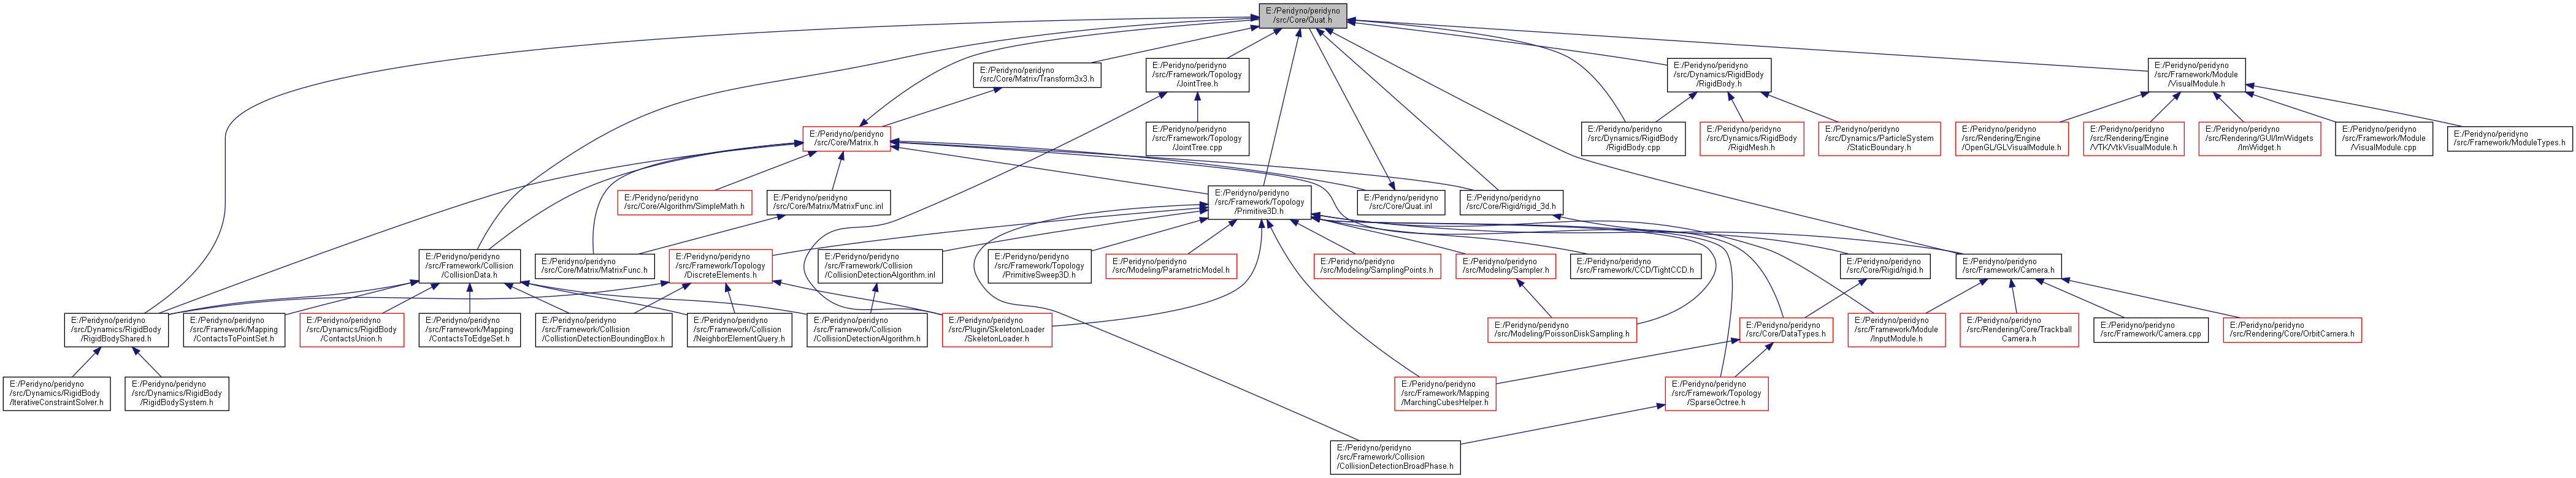 E:/Peridyno/peridyno
/src/Core/Quat.h
E:/Peridyno/peridyno
/src/Core/Matrix/Transform3x3.h
E:/Peridyno/peridyno
/src/Framework/Topology
/JointTree.h
E:/Peridyno/peridyno
/src/Dynamics/RigidBody
/RigidBody.h
E:/Peridyno/peridyno
/src/Framework/Module
/VisualModule.h
E:/Peridyno/peridyno
/src/Core/Matrix.h
E:/Peridyno/peridyno
/src/Framework/Topology
/JointTree.cpp
E:/Peridyno/peridyno
/src/Dynamics/RigidBody
/RigidBody.cpp
E:/Peridyno/peridyno
/src/Dynamics/RigidBody
/RigidMesh.h
E:/Peridyno/peridyno
/src/Dynamics/ParticleSystem
/StaticBoundary.h
E:/Peridyno/peridyno
/src/Rendering/Engine
/OpenGL/GLVisualModule.h
E:/Peridyno/peridyno
/src/Rendering/Engine
/VTK/VtkVisualModule.h
E:/Peridyno/peridyno
/src/Rendering/GUI/ImWidgets
/ImWidget.h
E:/Peridyno/peridyno
/src/Framework/Module
/VisualModule.cpp
E:/Peridyno/peridyno
/src/Framework/ModuleTypes.h
E:/Peridyno/peridyno
/src/Core/Algorithm/SimpleMath.h
E:/Peridyno/peridyno
/src/Core/Matrix/MatrixFunc.inl
E:/Peridyno/peridyno
/src/Framework/Topology
/Primitive3D.h
E:/Peridyno/peridyno
/src/Core/Quat.inl
E:/Peridyno/peridyno
/src/Core/Rigid/rigid_3d.h
E:/Peridyno/peridyno
/src/Framework/Collision
/CollisionData.h
E:/Peridyno/peridyno
/src/Core/Matrix/MatrixFunc.h
E:/Peridyno/peridyno
/src/Framework/Topology
/DiscreteElements.h
E:/Peridyno/peridyno
/src/Framework/Collision
/CollisionDetectionAlgorithm.inl
E:/Peridyno/peridyno
/src/Framework/Topology
/PrimitiveSweep3D.h
E:/Peridyno/peridyno
/src/Modeling/ParametricModel.h
E:/Peridyno/peridyno
/src/Modeling/SamplingPoints.h
E:/Peridyno/peridyno
/src/Modeling/Sampler.h
E:/Peridyno/peridyno
/src/Framework/CCD/TightCCD.h
E:/Peridyno/peridyno
/src/Core/Rigid/rigid.h
E:/Peridyno/peridyno
/src/Framework/Camera.h
E:/Peridyno/peridyno
/src/Dynamics/RigidBody
/RigidBodyShared.h
E:/Peridyno/peridyno
/src/Framework/Mapping
/ContactsToPointSet.h
E:/Peridyno/peridyno
/src/Dynamics/RigidBody
/ContactsUnion.h
E:/Peridyno/peridyno
/src/Framework/Mapping
/ContactsToEdgeSet.h
E:/Peridyno/peridyno
/src/Framework/Collision
/CollistionDetectionBoundingBox.h
E:/Peridyno/peridyno
/src/Framework/Collision
/NeighborElementQuery.h
E:/Peridyno/peridyno
/src/Framework/Collision
/CollisionDetectionAlgorithm.h
E:/Peridyno/peridyno
/src/Plugin/SkeletonLoader
/SkeletonLoader.h
E:/Peridyno/peridyno
/src/Modeling/PoissonDiskSampling.h
E:/Peridyno/peridyno
/src/Core/DataTypes.h
E:/Peridyno/peridyno
/src/Framework/Module
/InputModule.h
E:/Peridyno/peridyno
/src/Rendering/Core/Trackball
Camera.h
E:/Peridyno/peridyno
/src/Framework/Camera.cpp
E:/Peridyno/peridyno
/src/Rendering/Core/OrbitCamera.h
E:/Peridyno/peridyno
/src/Dynamics/RigidBody
/IterativeConstraintSolver.h
E:/Peridyno/peridyno
/src/Dynamics/RigidBody
/RigidBodySystem.h
E:/Peridyno/peridyno
/src/Framework/Mapping
/MarchingCubesHelper.h
E:/Peridyno/peridyno
/src/Framework/Topology
/SparseOctree.h
E:/Peridyno/peridyno
/src/Framework/Collision
/CollisionDetectionBroadPhase.h